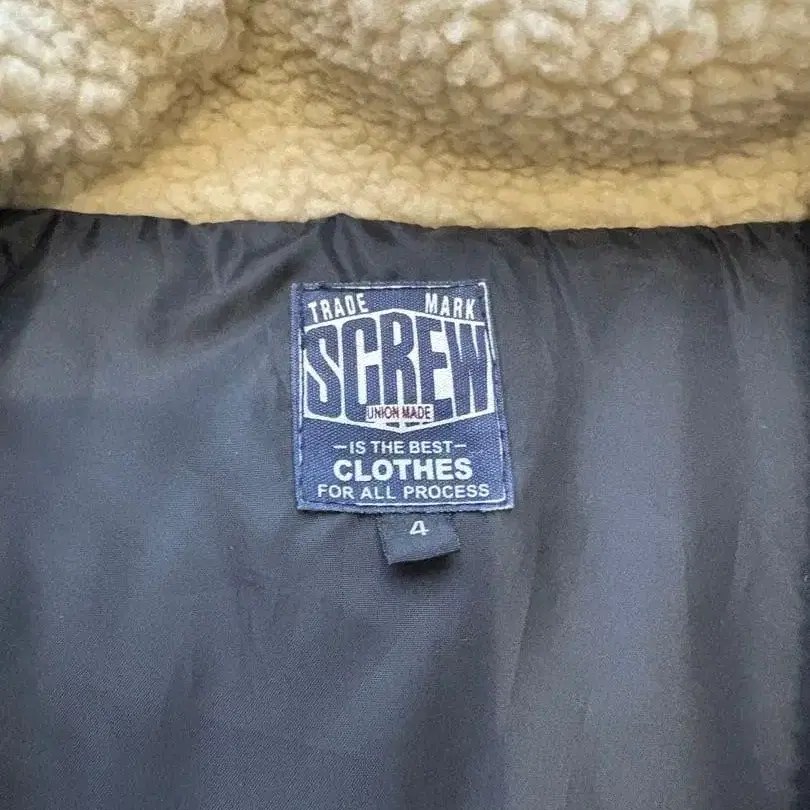 TRADE MARK
SCREW
UNION MADE
-IS THE BEST-
CLOTHES
FOR ALL PROCESS
4